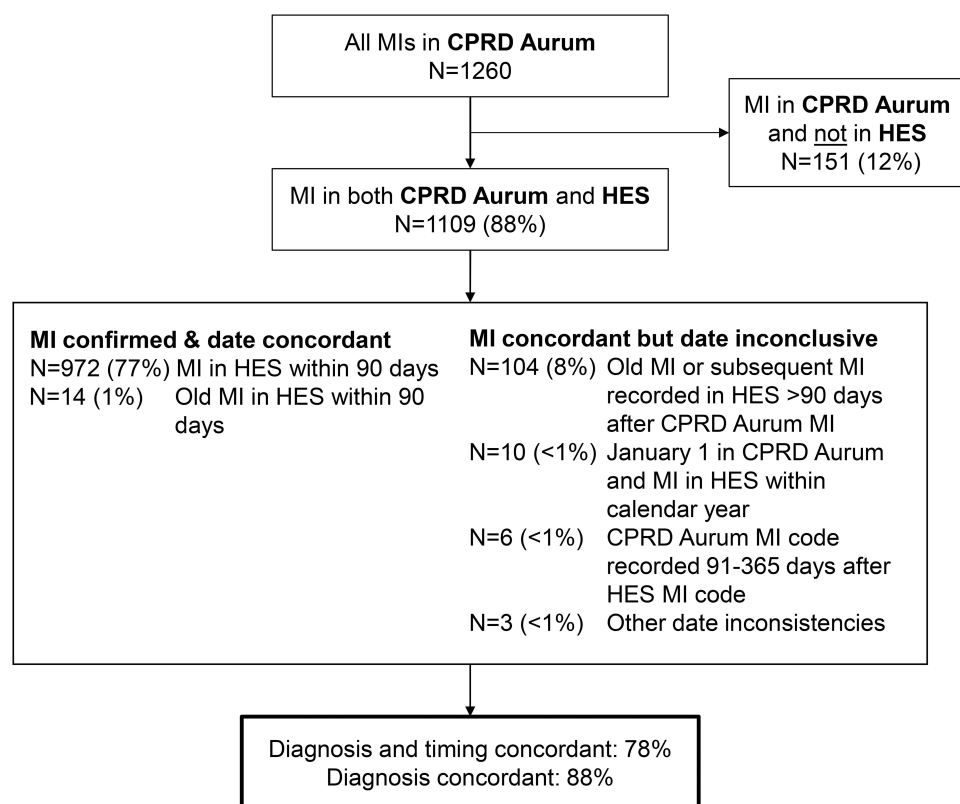 All MIs in CPRD Aurum
N=1260
MI in CPRD Aurum
and not in HES
N=151 (12%)
MI in both CPRD Aurum and HES
N=1109 (88%)
MI confirmed & date concordant
N=972 (77%) MI in HES within 90 days
N=14 (1%) Old MI in HES within 90
days
MI concordant but date inconclusive
N=104 (8%) Old MI or subsequent MI
recorded in HES >90 days
after CPRD Aurum MI
N=10 (<1%) January 1 in CPRD Aurum
and MI in HES within
calendar year
N=6 (<1%) CPRD Aurum MI code
recorded 91-365 days after
HES MI code
N=3 (<1%) Other date inconsistencies
Diagnosis and timing concordant: 78%
Diagnosis concordant: 88%